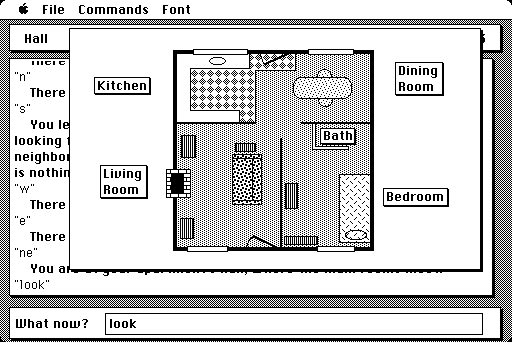 File Commands Font
Hall
Kitchen
Dining
Room
Bath
Living
Room
Bedroom
There
"n"
There
"s"
You le
looking
neighbor
is nothin
"w"
There
"e"
There
"ne"
You are
"look"
What now? look